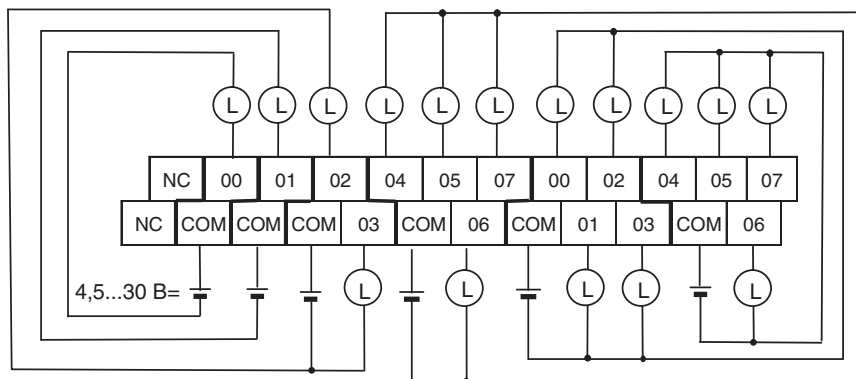 L L L L L L L L L L L
NC 00 01 02 04 05 07 00 02 04 05 07
NC COM COM COM 03 COM 06 COM 01 03 COM 06
4,5...30 В= L L L L L